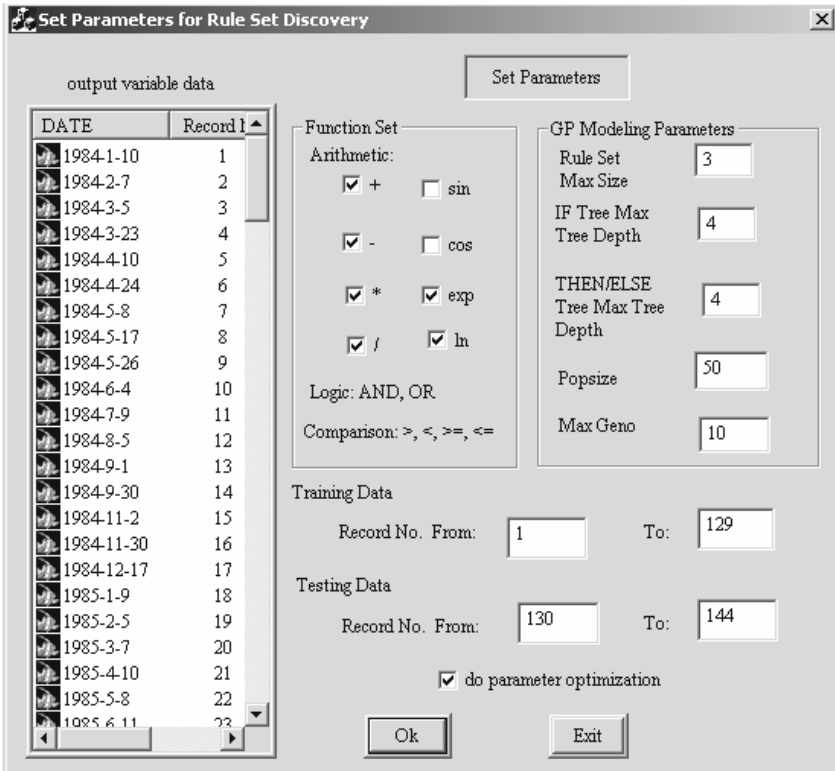 Set Parameters for Rule Set Discovery
output variable data
Set Parameters
DATE Record
1984-1-10 1
1984-2-7 2
1984-3-5 3
1984-3-23 4
1984-4-10 5
1984-4-24 6
1984-5-8 7
1984-5-17 8
1984-5-26 9
1984-6-4 10
1984-7-9 11
1984-8-5 12
1984-9-1 13
1984-9-30 14
1984-11-2 15
1984-11-30 16
1984-12-17 17
1985-1-9 18
1985-2-5 19
1985-3-7 20
1985-4-10 21
1985-5-8 22
1985-6-11 23
Function Set
Arithmetic:
+ sin
- cos
* exp
/ ln
Logic: AND, OR
Comparison: >, <, >=, <=
GP Modeling Parameters
Rule Set
Max Size
3
IF Tree Max
Tree Depth
4
THEN/ELSE
Tree Max Tree
Depth
4
Popsize
50
Max Geno
10
Training Data
Record No. From: 1 To: 129
Testing Data
Record No. From: 130 To: 144
do parameter optimization
Ok
Exit